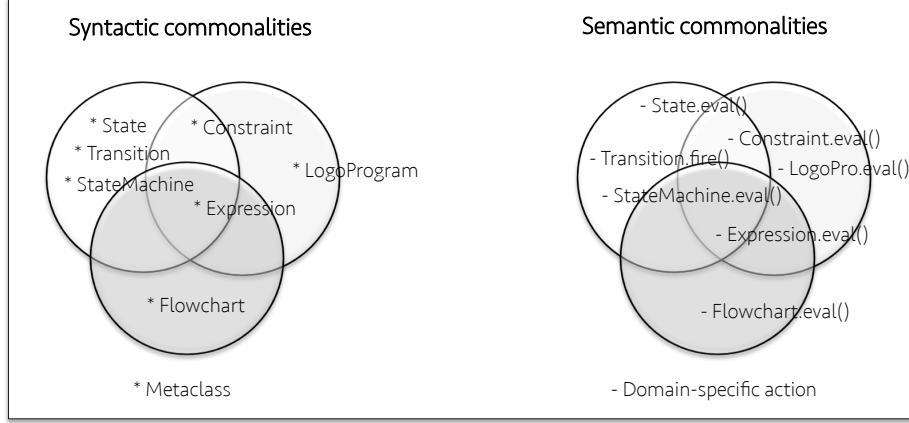 Syntactic commonalities
* State
* Constraint
* Transition
* LogoProgram
* StateMachine
* Expression
* Flowchart
* Metaclass
Semantic commonalities
- State.eval()
- Constraint.eval()
- Transition.fire()
- LogoPro.eval()
- StateMachine.eval()
- Expression.eval()
- Flowchart.eval()
- Domain-specific action